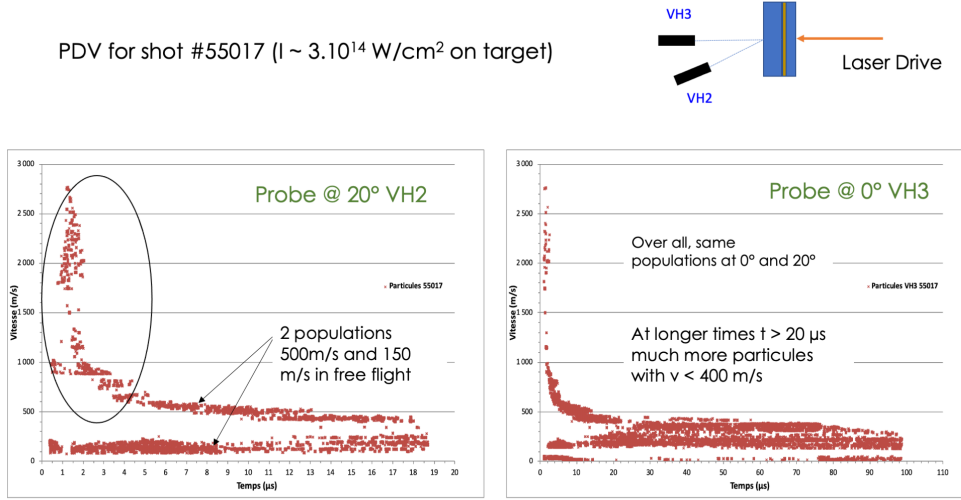 PDV for shot #55017 (I ~ 3.10¹⁴ W/cm² on target)
VH3
VH2
Laser Drive
3 000
2 500
2 000
1 500
1 000
500
0
Vitesse (m/s)
Probe @ 20° VH2
Particules 55017
2 populations
500m/s and 150
m/s in free flight
0 1 2 3 4 5 6 7 8 9 10 11 12 13 14 15 16 17 18 19 20
Temps (µs)
3 000
2 500
2 000
1 500
1 000
500
0
Vitesse (m/s)
Probe @ 0° VH3
Over all, same
populations at 0° and 20°
Particules VH3 55017
At longer times t > 20 µs
much more particules
with v < 400 m/s
0 10 20 30 40 50 60 70 80 90 100 110
Temps (µs)